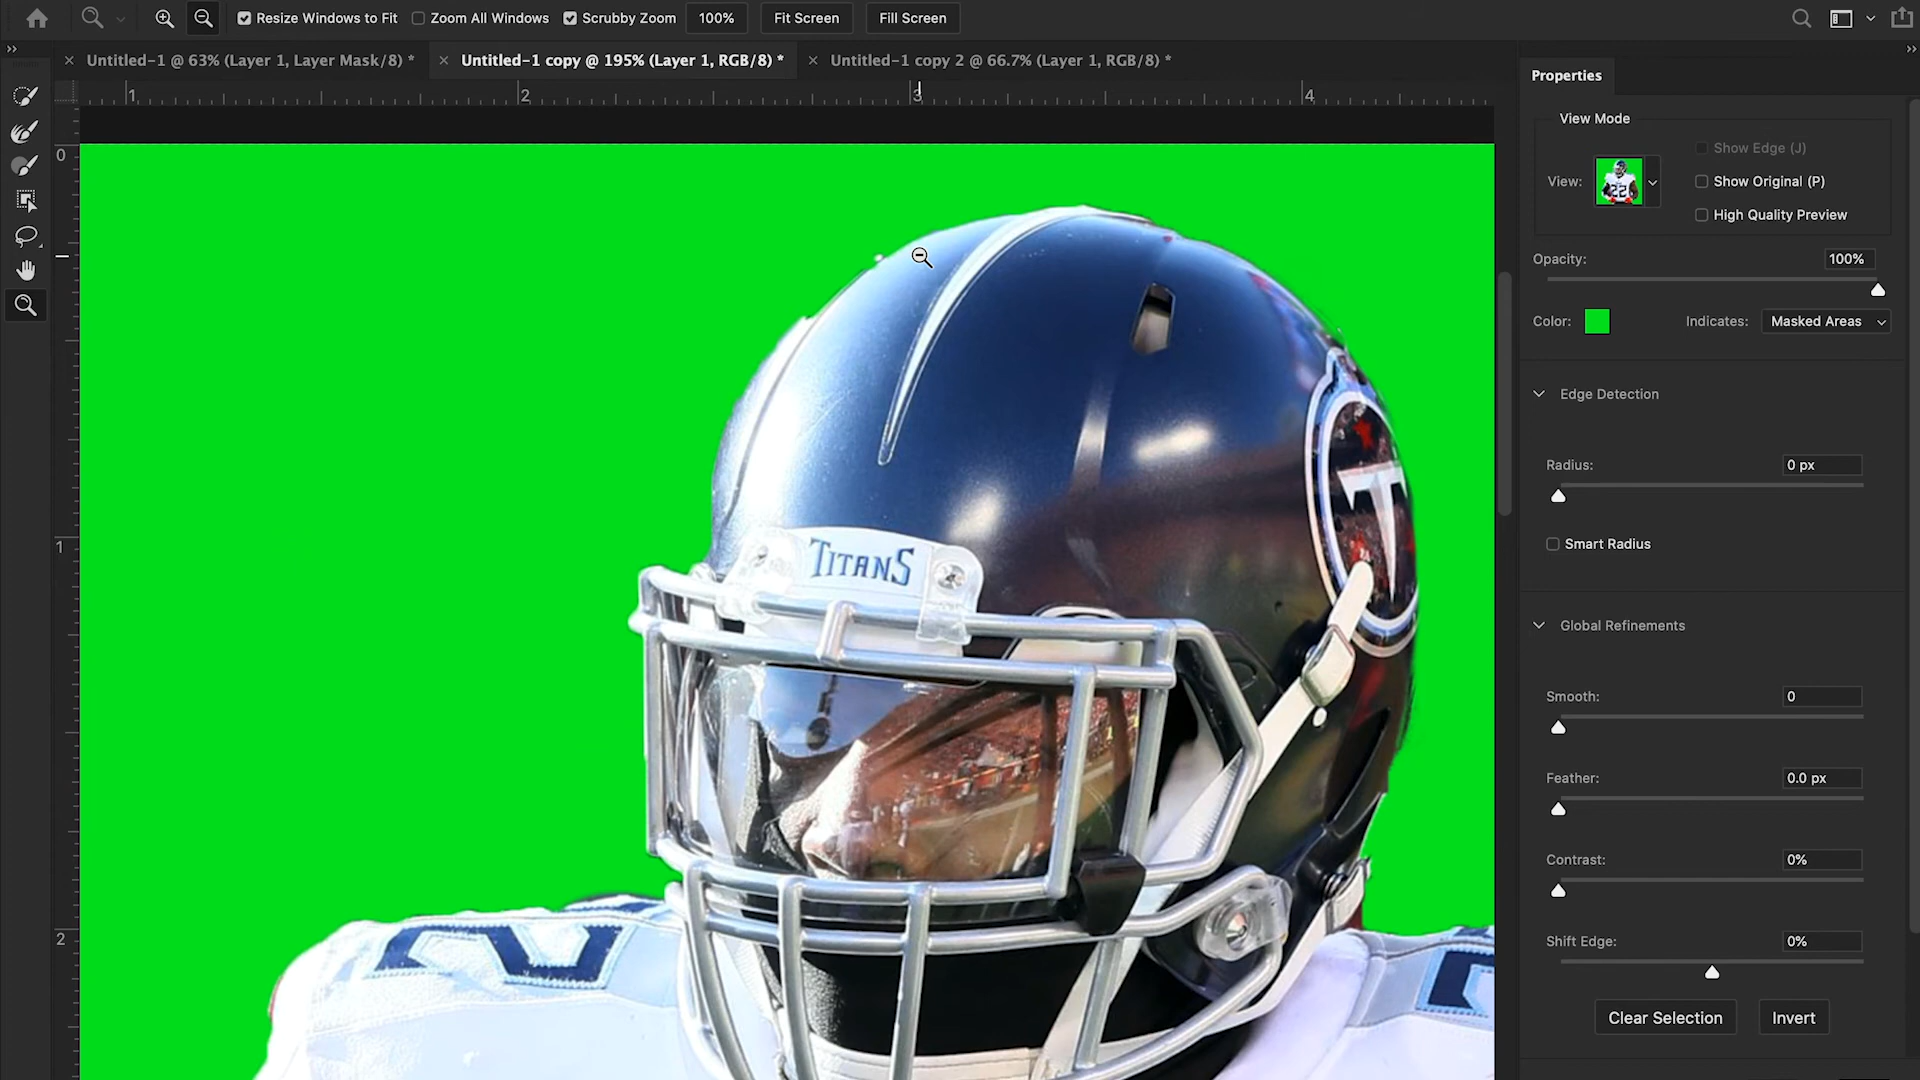 Resize Windows to Fit Zoom All Windows Scrubby Zoom 100% Fit Screen Fill Screen
Untitled-1 @ 63% (Layer 1, Layer Mask/8) * Untitled-1 copy @ 195% (Layer 1, RGB/8) * Untitled-1 copy 2 @ 66.7% (Layer 1, RGB/8) *
1 2 3 4
0
1
2
TITANS
T
2
Properties
View Mode
View:
22
Show Edge (J)
Show Original (P)
High Quality Preview
Opacity: 100%
Color: Indicates: Masked Areas
Edge Detection
Radius: 0 px
Smart Radius
Global Refinements
Smooth: 0
Feather: 0.0 px
Contrast: 0%
Shift Edge: 0%
Clear Selection Invert